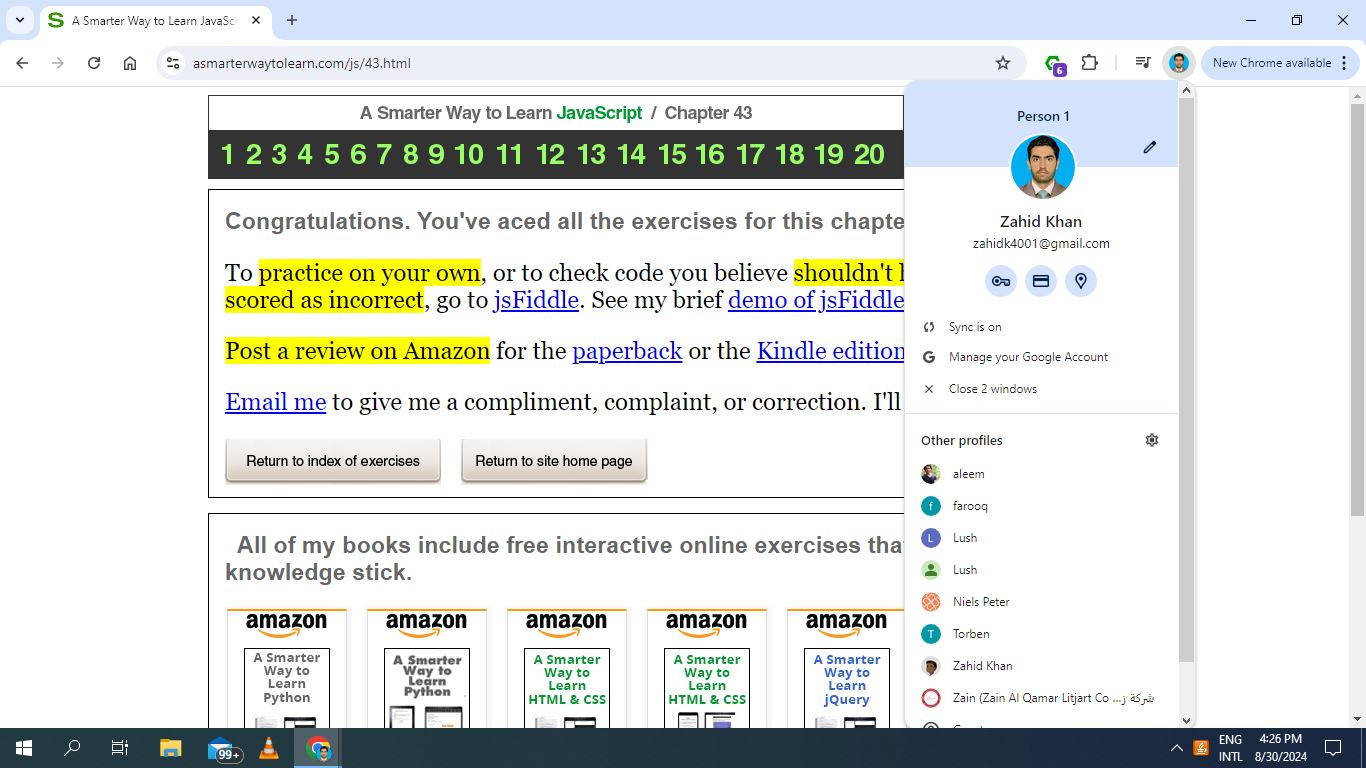 A Smarter Way to Learn JavaScr
asmarterwaytolearn.com/js/43.html
6
New Chrome available
A Smarter Way to Learn JavaScript / Chapter 43
1 2 3 4 5 6 7 8 9 10 11 12 13 14 15 16 17 18 19 20
Congratulations. You've aced all the exercises for this chapte
To practice on your own, or to check code you believe shouldn't
scored as incorrect, go to jsFiddle. See my brief demo of jsFiddle
Post a review on Amazon for the paperback or the Kindle edition
Email me to give me a compliment, complaint, or correction. I'll
Return to index of exercises
Return to site home page
All of my books include free interactive online exercises tha
knowledge stick.
amazon
A Smarter
Way to
Learn
Python
amazon
A Smarter
Way to
Learn
Python
amazon
A Smarter
Way to
Learn
HTML & CSS
amazon
A Smarter
Way to
Learn
HTML & CSS
amazon
A Smarter
Way to
Learn
jQuery
Person 1
Zahid Khan
zahidk4001@gmail.com
Sync is on
Manage your Google Account
Close 2 windows
Other profiles
aleem
f farooq
L Lush
Lush
Niels Peter
T Torben
Zahid Khan
Zain (Zain Al Qamar Litjart Co ...شركة ز
99+
ENG
INTL
4:26 PM
8/30/2024